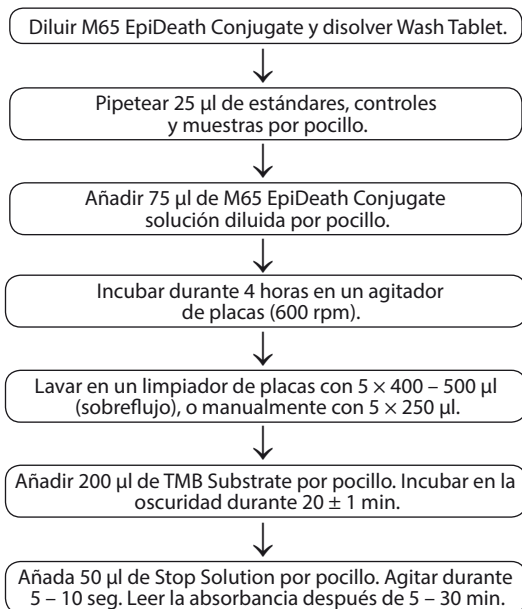 Diluir M65 EpiDeath Conjugate y disolver Wash Tablet.
Pipetear 25 µl de estándares, controles
y muestras por pocillo.
Añadir 75 µl de M65 EpiDeath Conjugate
solución diluida por pocillo.
Incubar durante 4 horas en un agitador
de placas (600 rpm).
Lavar en un limpiador de placas con 5 × 400 – 500 µl
(sobreflujo), o manualmente con 5 × 250 µl.
Añadir 200 µl de TMB Substrate por pocillo. Incubar en la
oscuridad durante 20 ± 1 min.
Añada 50 µl de Stop Solution por pocillo. Agitar durante
5 – 10 seg. Leer la absorbancia después de 5 – 30 min.